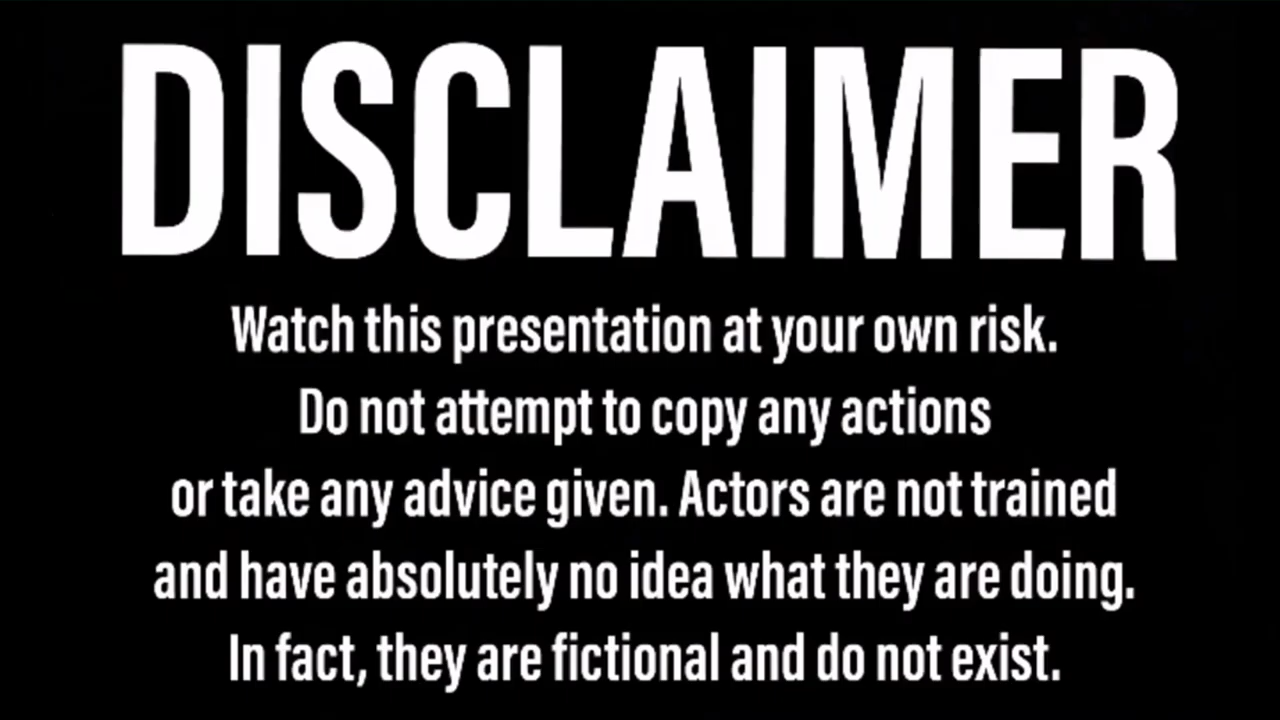 DISCLAIMER
Watch this presentation at your own risk.
Do not attempt to copy any actions
or take any advice given. Actors are not trained
and have absolutely no idea what they are doing.
In fact, they are fictional and do not exist.